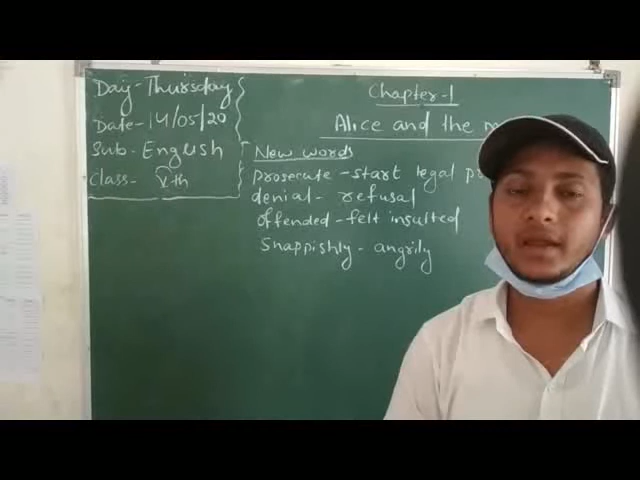 Day - Thursday
Date - 14/05/20
Sub - English
Class - Vth
Chapter - 1
Alice and the
New words
prosecute - start legal
denial - refusal
offended - felt insulted
Snappishly - angrily